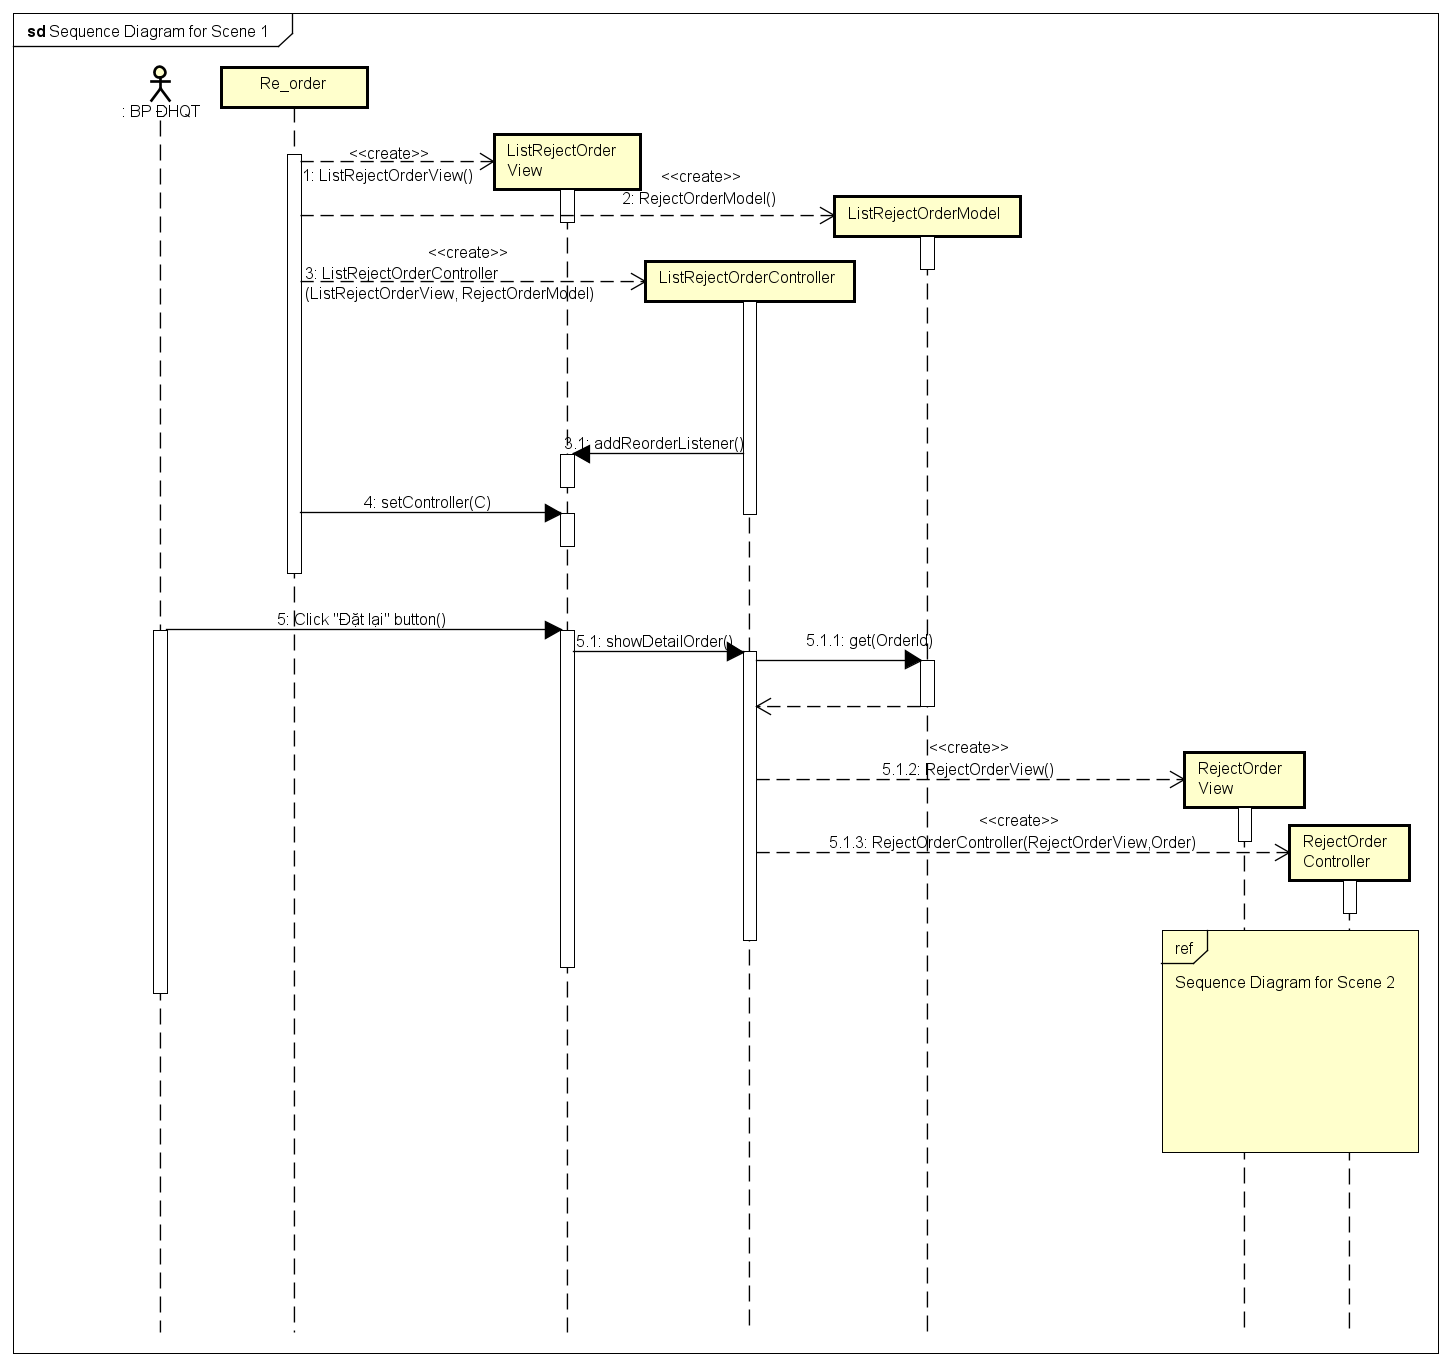 sd Sequence Diagram for Scene 1
: BP ĐHQT
Re_order
<<create>>
1: ListRejectOrderView()
ListRejectOrder
View
<<create>>
2: RejectOrderModel()
ListRejectOrderModel
<<create>>
3: ListRejectOrderController
(ListRejectOrderView, RejectOrderModel)
ListRejectOrderController
3.1: addReorderListener()
4: setController(C)
5: Click "Đặt lại" button()
5.1: showDetailOrder()
5.1.1: get(OrderId)
<<create>>
5.1.2: RejectOrderView()
RejectOrder
View
<<create>>
5.1.3: RejectOrderController(RejectOrderView,Order)
RejectOrder
Controller
ref
Sequence Diagram for Scene 2